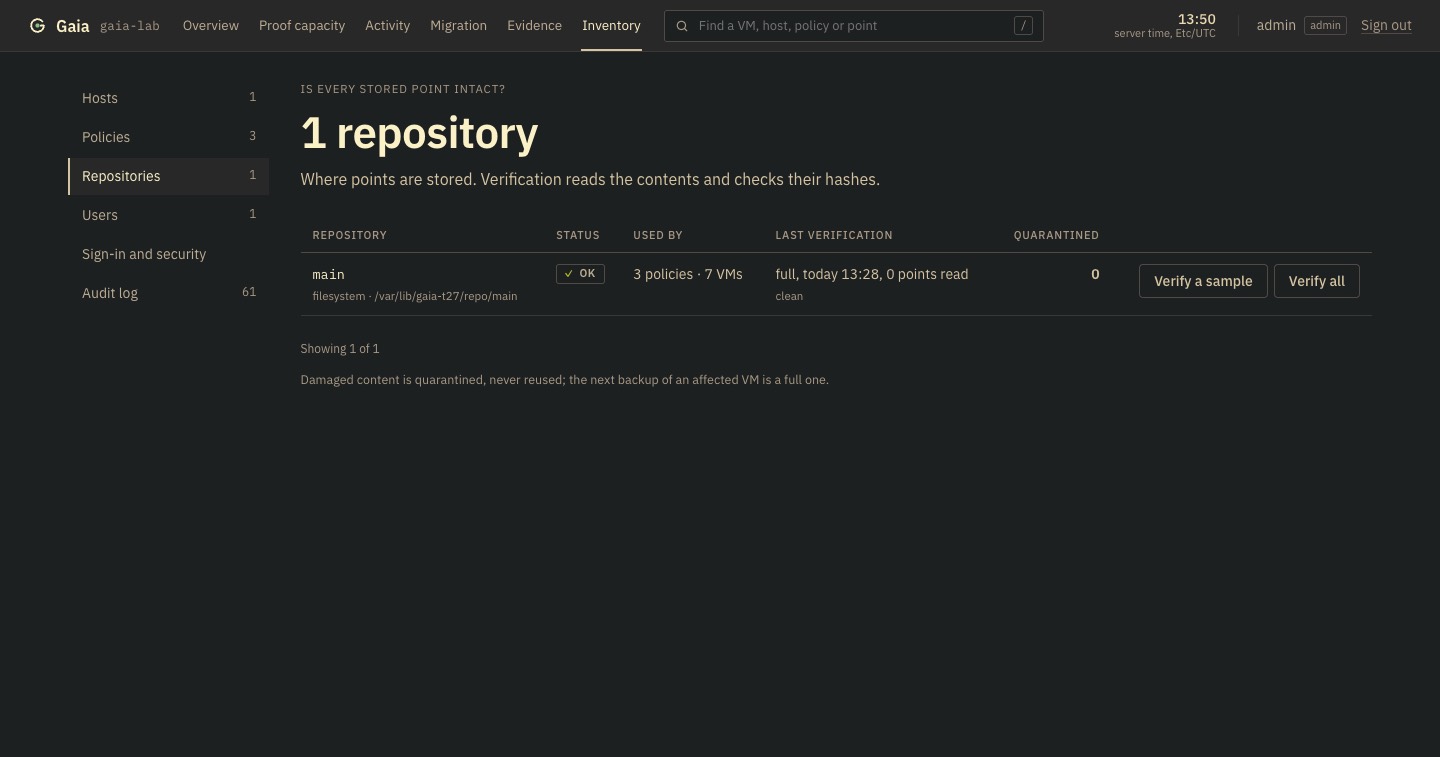 Gaia gaia-lab Overview Proof capacity Activity Migration Evidence Inventory Find a VM, host, policy or point / 13:50 admin admin Sign out
server time, Etc/UTC
Hosts 1
Policies 3
Repositories 1
Users 1
Sign-in and security
Audit log 61
IS EVERY STORED POINT INTACT?
1 repository
Where points are stored. Verification reads the contents and checks their hashes.
REPOSITORY STATUS USED BY LAST VERIFICATION QUARANTINED
main ✓ OK 3 policies · 7 VMs full, today 13:28, 0 points read 0 Verify a sample Verify all
filesystem · /var/lib/gaia-t27/repo/main clean
Showing 1 of 1
Damaged content is quarantined, never reused; the next backup of an affected VM is a full one.